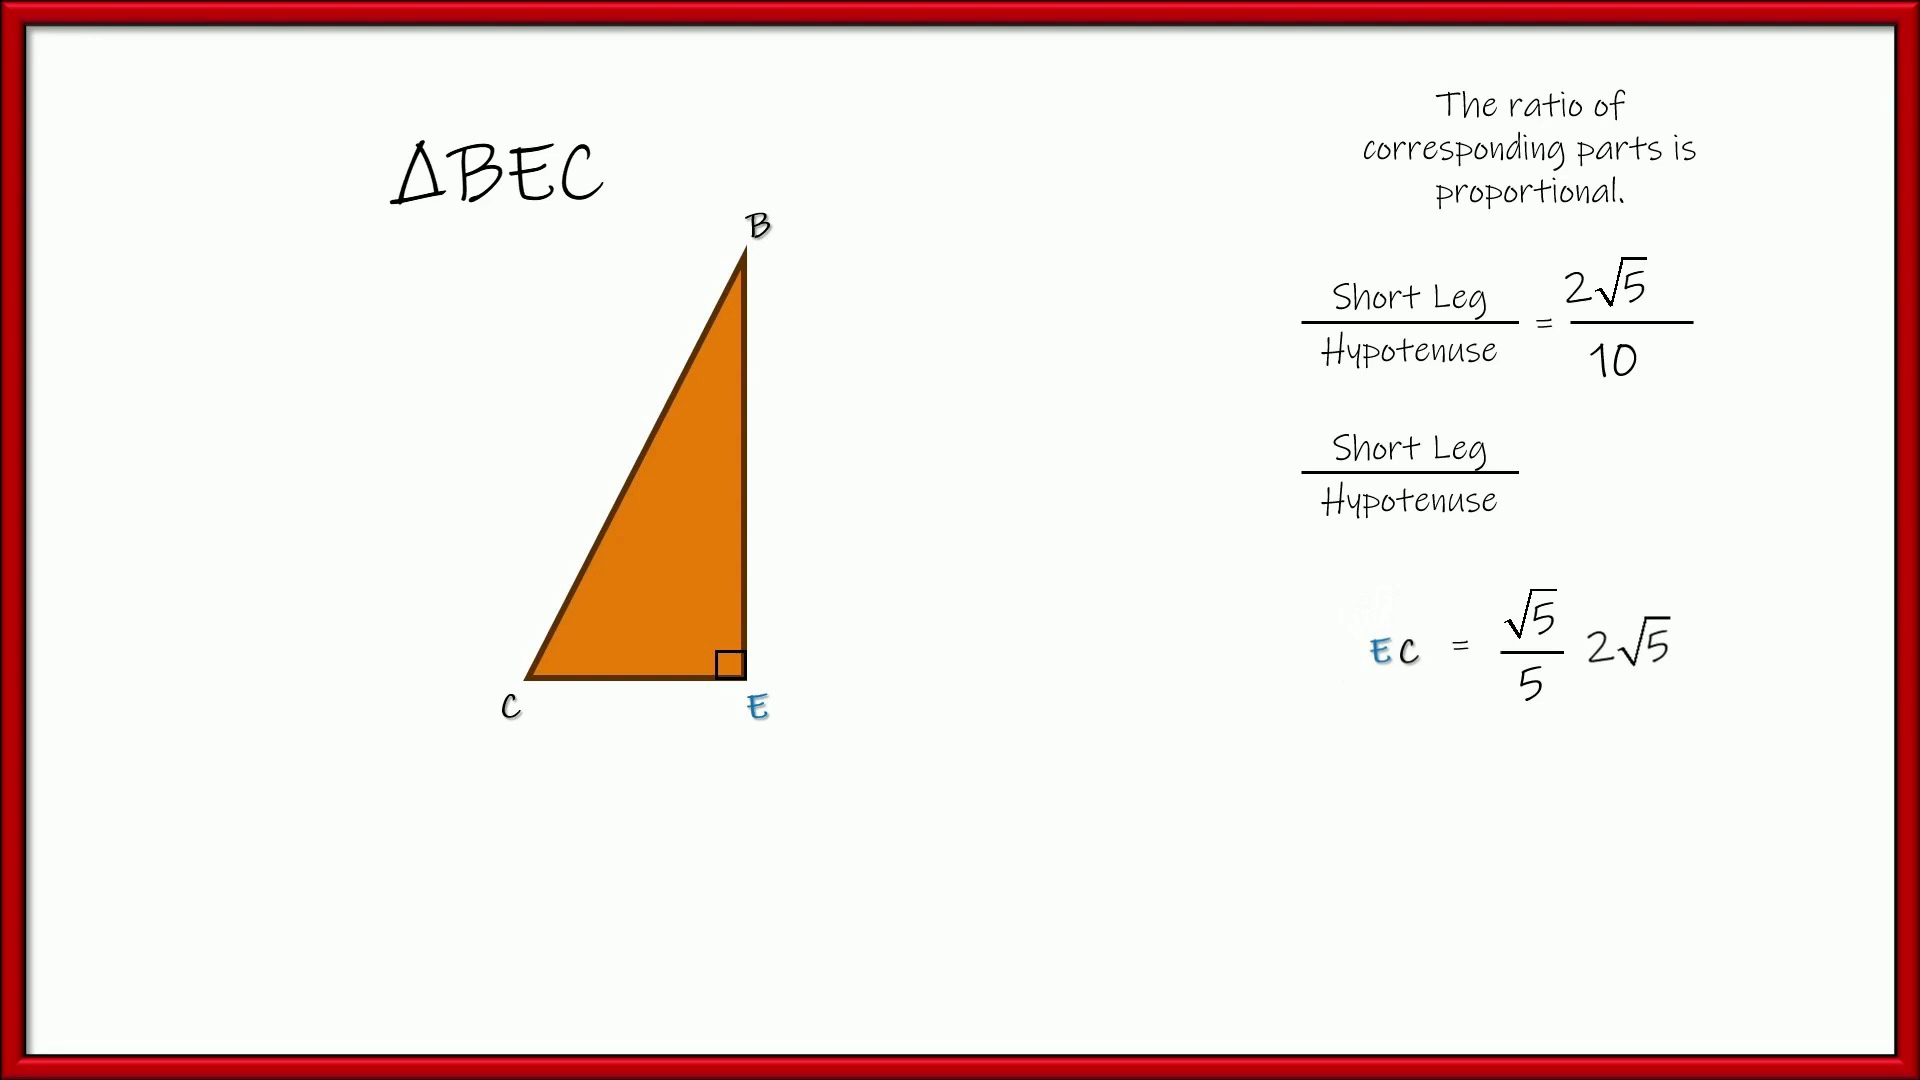 ΔBEC
B
C
E
The ratio of
corresponding parts is
proportional.
Short Leg
Hypotenuse
=
2√5
10
Short Leg
Hypotenuse
EC = √5/5 2√5